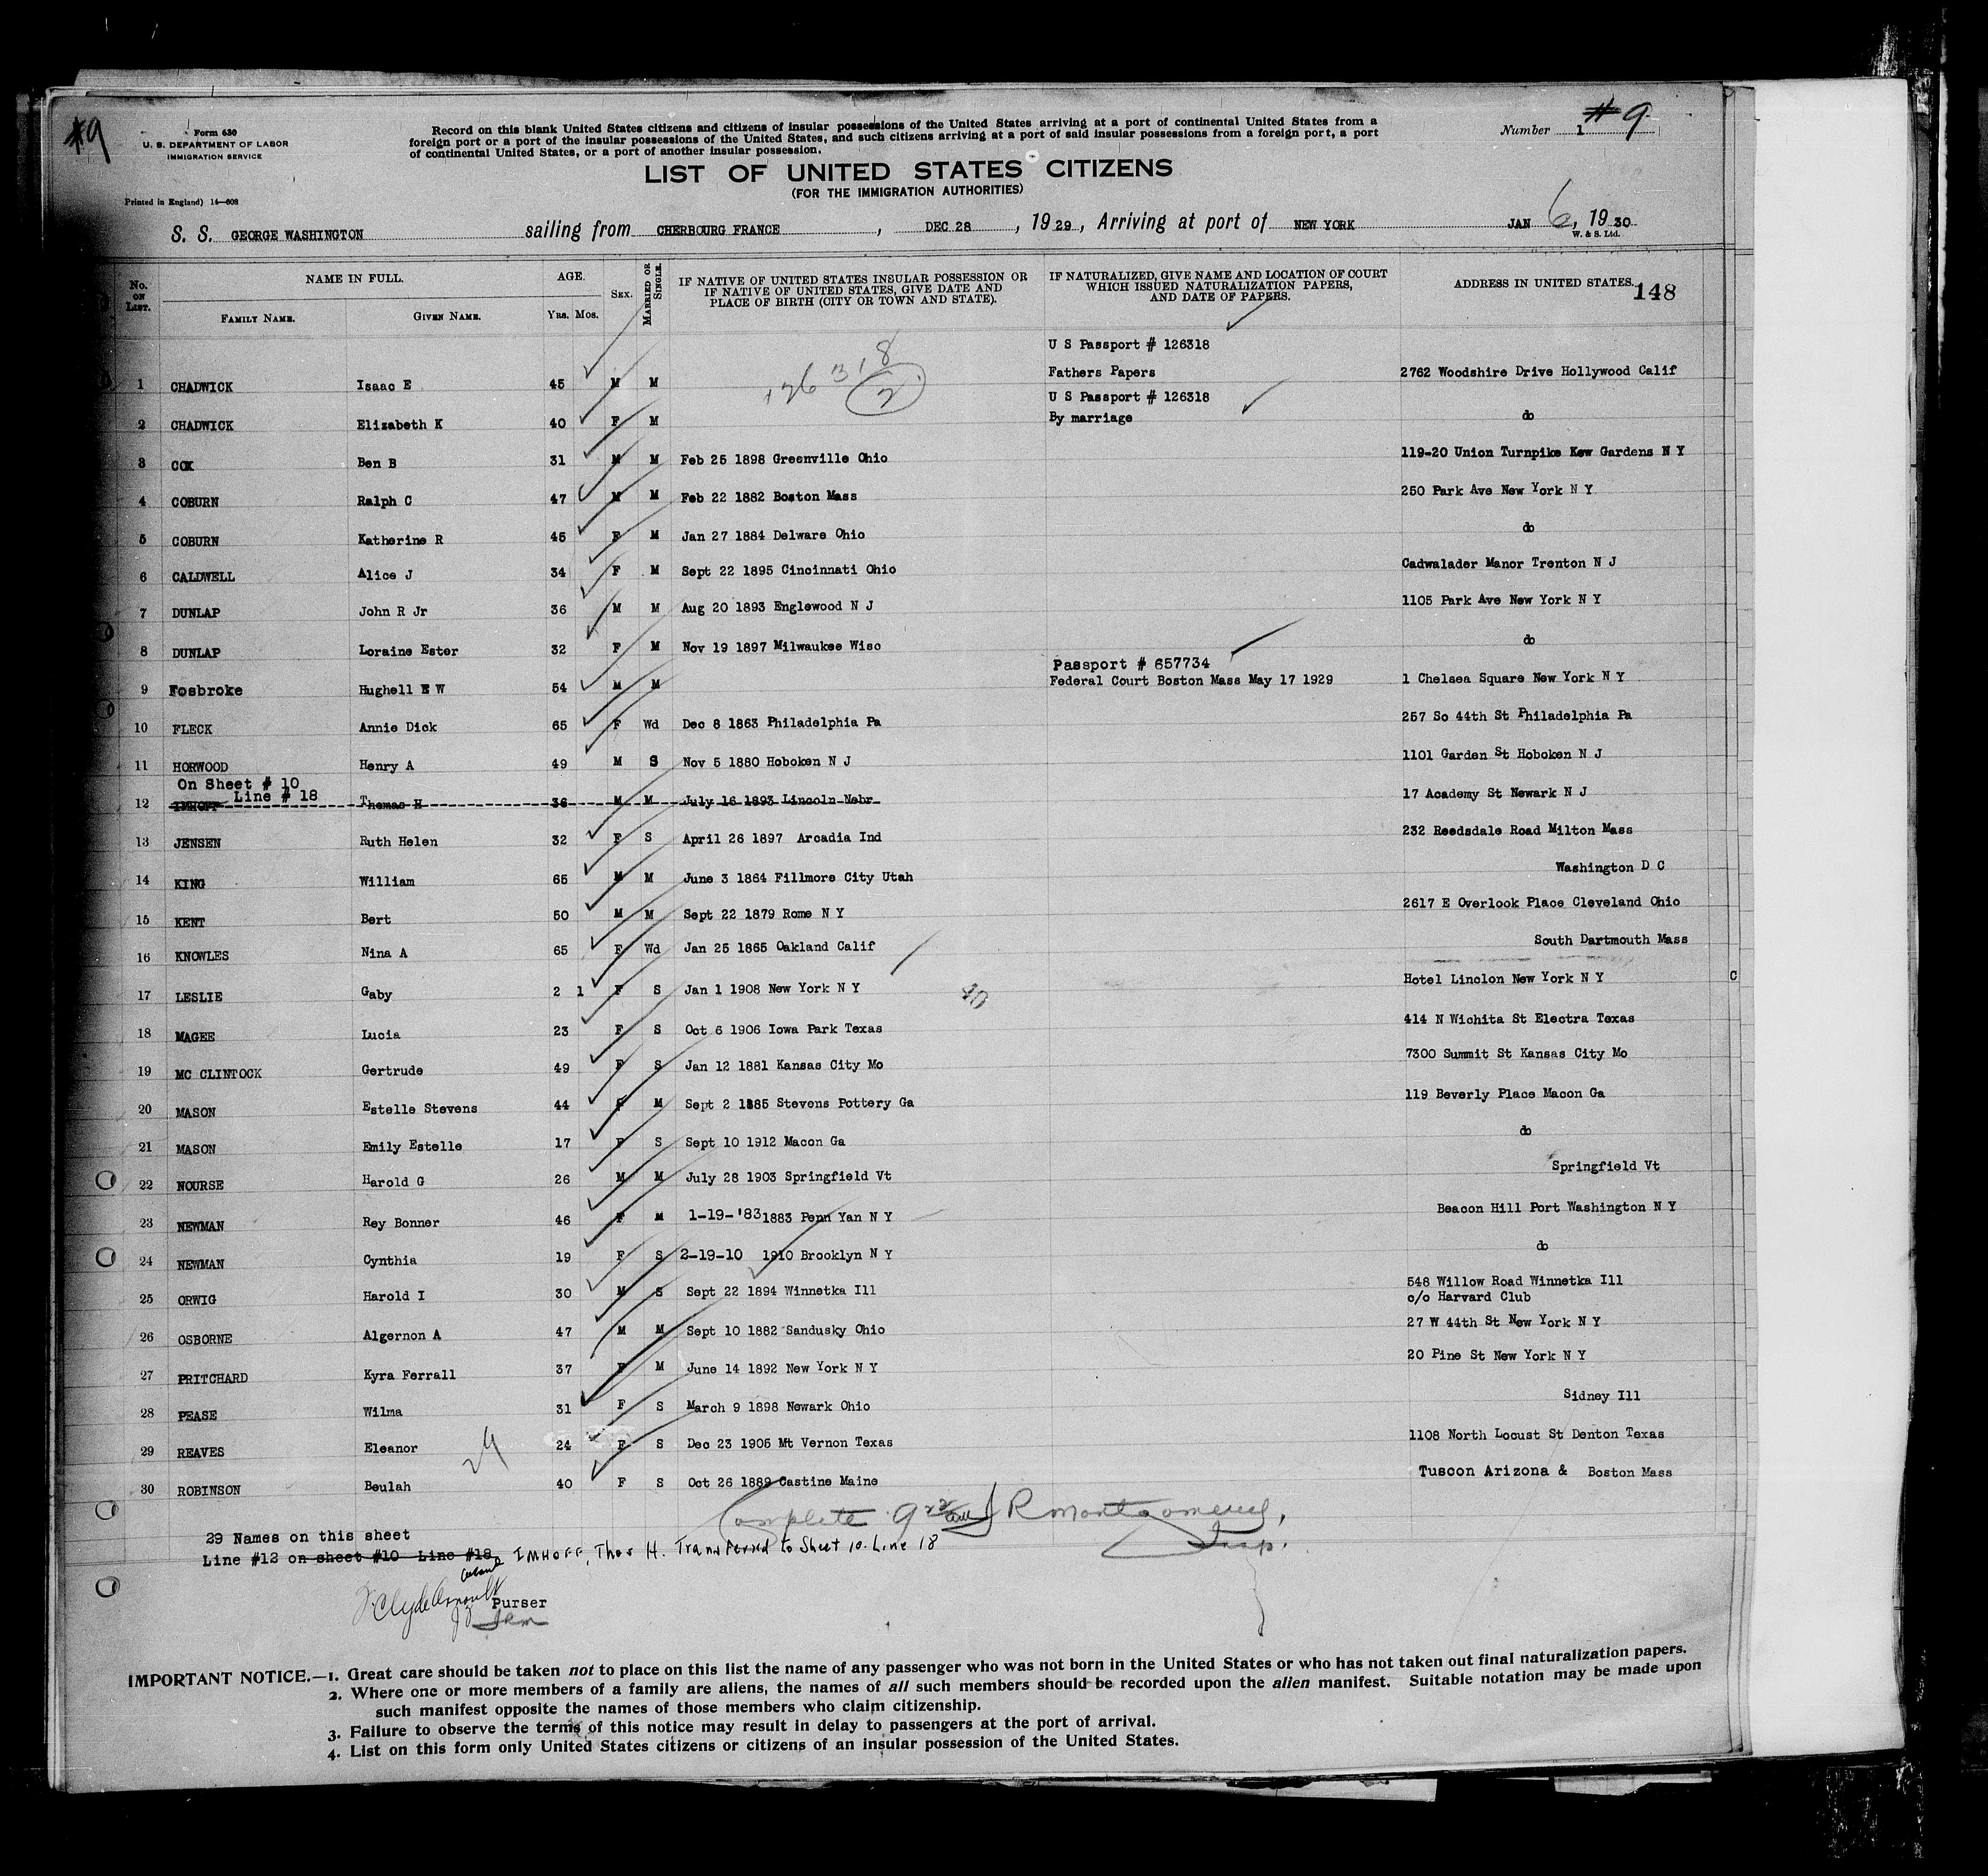 #9
Form 630
U. S. DEPARTMENT OF LABOR
IMMIGRATION SERVICE
Printed in England) 14—608
Record on this blank United States citizens and citizens of insular possessions of the United States arriving at a port of continental United States from a
foreign port or a port of the insular possessions of the United States, and such citizens arriving at a port of said insular possessions from a foreign port, a port
of continental United States, or a port of another insular possession.
Number 1 #9
LIST OF UNITED STATES CITIZENS
(FOR THE IMMIGRATION AUTHORITIES)
S. S. GEORGE WASHINGTON sailing from CHERBOURG FRANCE, DEC 28, 1929, Arriving at port of NEW YORK JAN 6, 1930
W. & S. Ltd.
No. on List. NAME IN FULL. AGE. Sex. Married or Single. IF NATIVE OF UNITED STATES INSULAR POSSESSION OR IF NATIVE OF UNITED STATES, GIVE DATE AND PLACE OF BIRTH (CITY OR TOWN AND STATE). IF NATURALIZED, GIVE NAME AND LOCATION OF COURT WHICH ISSUED NATURALIZATION PAPERS, AND DATE OF PAPERS. ADDRESS IN UNITED STATES. 148
Family Name. Given Name. Yrs. Mos.
U S Passport # 126318
1 CHADWICK Isaac E 45 M M 126318 2 Fathers Papers 2762 Woodshire Drive Hollywood Calif
U S Passport # 126318
2 CHADWICK Elizabeth K 40 F M By marriage do
3 COX Ben B 31 M M Feb 25 1898 Greenville Ohio 119-20 Union Turnpike Kew Gardens N Y
4 COBURN Ralph C 47 M M Feb 22 1882 Boston Mass 250 Park Ave New York N Y
5 COBURN Katherine R 45 F M Jan 27 1884 Delware Ohio do
6 CALDWELL Alice J 34 F M Sept 22 1895 Cincinnati Ohio Cadwalader Manor Trenton N J
7 DUNLAP John R Jr 36 M M Aug 20 1893 Englewood N J 1105 Park Ave New York N Y
8 DUNLAP Loraine Ester 32 F M Nov 19 1897 Milwaukee Wisc do
Passport # 657734
9 Fosbroke Hughell E W 54 M M Federal Court Boston Mass May 17 1929 1 Chelsea Square New York N Y
10 FLECK Annie Dick 65 F Wd Dec 8 1863 Philadelphia Pa 257 So 44th St Philadelphia Pa
11 HORWOOD Henry A 49 M S Nov 5 1880 Hoboken N J 1101 Garden St Hoboken N J
On Sheet # 10
Line # 18
12 IMHOFF Thomas H 36 M M July 16 1893 Lincoln Nebr 17 Academy St Newark N J
13 JENSEN Ruth Helen 32 F S April 26 1897 Arcadia Ind 232 Reedsdale Road Milton Mass
14 KING William 65 M M June 3 1864 Fillmore City Utah Washington D C
15 KENT Bert 50 M M Sept 22 1879 Rome N Y 2617 E Overlook Place Cleveland Ohio
16 KNOWLES Nina A 65 F Wd Jan 25 1865 Oakland Calif South Dartmouth Mass
17 LESLIE Gaby 2 1 F S Jan 1 1908 New York N Y Hotel Linclon New York N Y C
18 MAGEE Lucia 23 F S Oct 6 1906 Iowa Park Texas 414 N Wichita St Electra Texas
19 MC CLINTOCK Gertrude 49 F S Jan 12 1881 Kansas City Mo 7300 Summit St Kansas City Mo
20 MASON Estelle Stevens 44 F M Sept 2 1885 Stevens Pottery Ga 119 Beverly Place Macon Ga
21 MASON Emily Estelle 17 F S Sept 10 1912 Macon Ga do
22 NOURSE Harold G 26 M M July 28 1903 Springfield Vt Springfield Vt
23 NEWMAN Rey Bonner 46 F M 1-19-'83 1883 Penn Yan N Y Beacon Hill Port Washington N Y
24 NEWMAN Cynthia 19 F S 2-19-10 1910 Brooklyn N Y do
25 ORWIG Harold I 30 M S Sept 22 1894 Winnetka Ill 548 Willow Road Winnetka Ill
c/o Harvard Club
26 OSBORNE Algernon A 47 M M Sept 10 1882 Sandusky Ohio 27 W 44th St New York N Y
27 PRITCHARD Kyra Ferrall 37 F M June 14 1892 New York N Y 20 Pine St New York N Y
28 PEASE Wilma 31 F S March 9 1898 Newark Ohio Sidney Ill
29 REAVES Eleanor 24 F S Dec 23 1905 Mt Vernon Texas 1108 North Locust St Denton Texas
30 ROBINSON Beulah 40 F S Oct 26 1889 Castine Maine Tuscon Arizona & Boston Mass
29
Complete R Montgomery,
Insp.
29 Names on this sheet
Line #12 on sheet #10 Line #18 IMHOFF, Thos H. Transferred to Sheet 10. Line 18
Purser
IMPORTANT NOTICE.—1. Great care should be taken not to place on this list the name of any passenger who was not born in the United States or who has not taken out final naturalization papers.
2. Where one or more members of a family are aliens, the names of all such members should be recorded upon the alien manifest. Suitable notation may be made upon
such manifest opposite the names of those members who claim citizenship.
3. Failure to observe the terms of this notice may result in delay to passengers at the port of arrival.
4. List on this form only United States citizens or citizens of an insular possession of the United States.